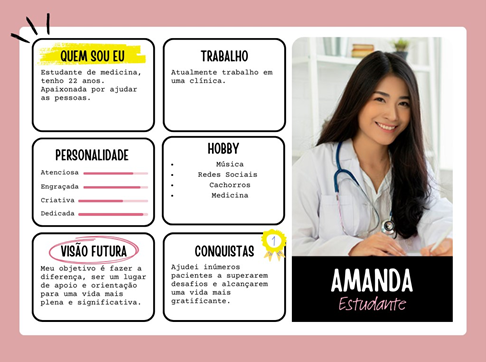 QUEM SOU EU
Estudante de medicina,
tenho 22 anos.
Apaixonada por ajudar
as pessoas.
TRABALHO
Atualmente trabalho em
uma clínica.
PERSONALIDADE
Atenciosa
Engraçada
Criativa
Dedicada
HOBBY
• Música
• Redes Sociais
• Cachorros
• Medicina
VISÃO FUTURA
Meu objetivo é fazer a
diferença, ser um lugar
de apoio e orientação
para uma vida mais
plena e significativa.
CONQUISTAS
1
Ajudei inúmeros
pacientes a superarem
desafios e alcançarem
uma vida mais
gratificante.
AMANDA
Estudante